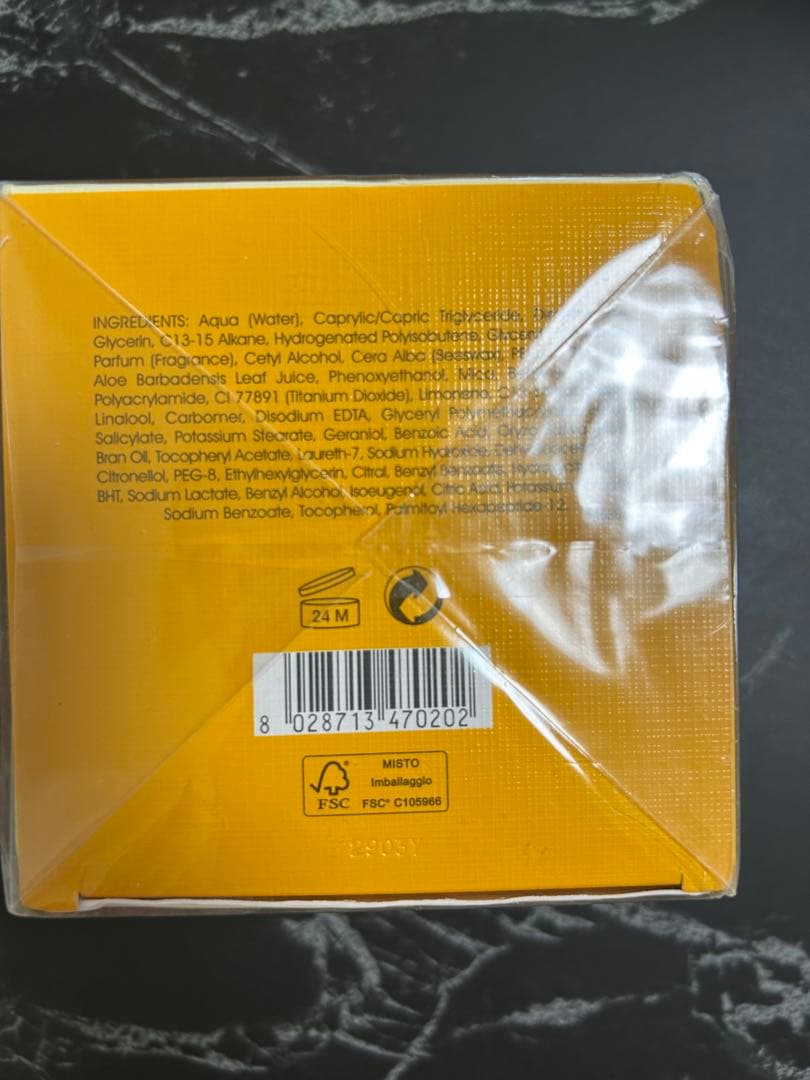 INGREDIENTS: Aqua (Water), Caprylic/Capric Triglyceride,
Glycerin, C13-15 Alkane, Hydrogenated Polyisobutene,
Parfum (Fragrance), Cetyl Alcohol, Cera Alba (Beeswax),
Aloe Barbadensis Leaf Juice, Phenoxyethanol, Mica,
Polyacrylamide, CI 77891 (Titanium Dioxide), Limonene,
Linalool, Carbomer, Disodium EDTA, Glyceryl
Salicylate, Potassium Stearate, Geraniol, Benzoic Acid,
Bran Oil, Tocopheryl Acetate, Laureth-7, Sodium Hydroxide,
Citronellol, PEG-8, Ethylhexylglycerin, Citral, Benzyl Benzoate,
BHT, Sodium Lactate, Benzyl Alcohol, Isoeugenol, Citric Acid, Potassium
Sodium Benzoate, Tocopherol, Palmitoyl Hexapeptide-12.
24 M
8 028713 470202
MISTO
Imballaggio
FSC FSC® C105966
2903Y